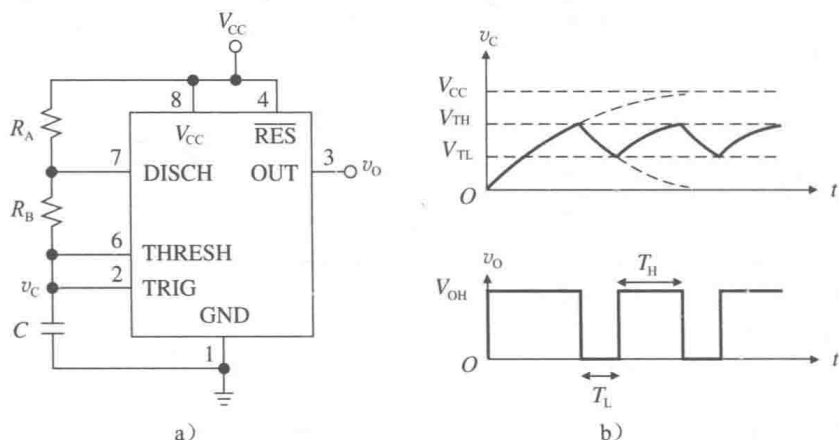 V_CC
8
4
R_A
V_CC
R̅E̅S̅
7
DISCH
OUT
3
v_O
R_B
6
THRESH
2
v_C
TRIG
GND
C
1
a）
v_C
V_CC
V_TH
V_TL
O
t
v_O
T_H
V_OH
O
t
T_L
b）